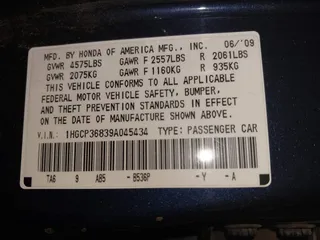 MFD. BY HONDA OF AMERICA MFG., INC. 06/'09
GVWR 4575LBS GAWR F 2557LBS R 2061LBS
GVWR 2075KG GAWR F 1160KG R 935KG
THIS VEHICLE CONFORMS TO ALL APPLICABLE
FEDERAL MOTOR VEHICLE SAFETY, BUMPER,
AND THEFT PREVENTION STANDARDS IN EFFECT
ON THE DATE OF MANUFACTURE SHOWN ABOVE.
V.I.N.: 1HGCP36839A045434 TYPE: PASSENGER CAR
TA6 9 AB5 - B536P - Y - A